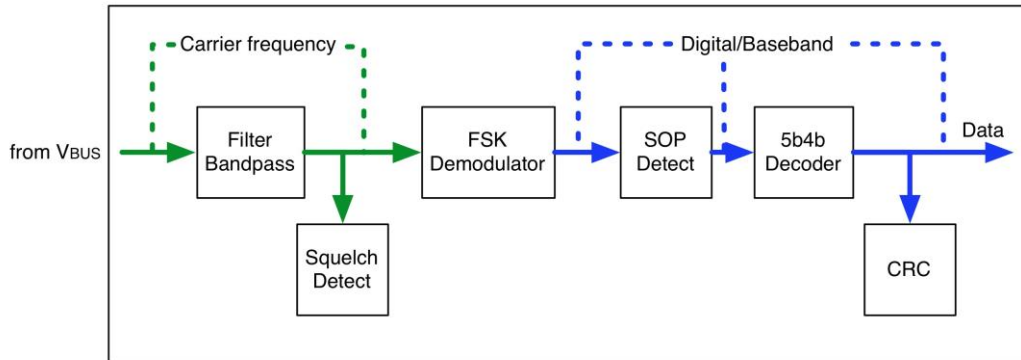 Carrier frequency
Digital/Baseband
from VBUS
Filter
Bandpass
FSK
Demodulator
SOP
Detect
5b4b
Decoder
Data
Squelch
Detect
CRC